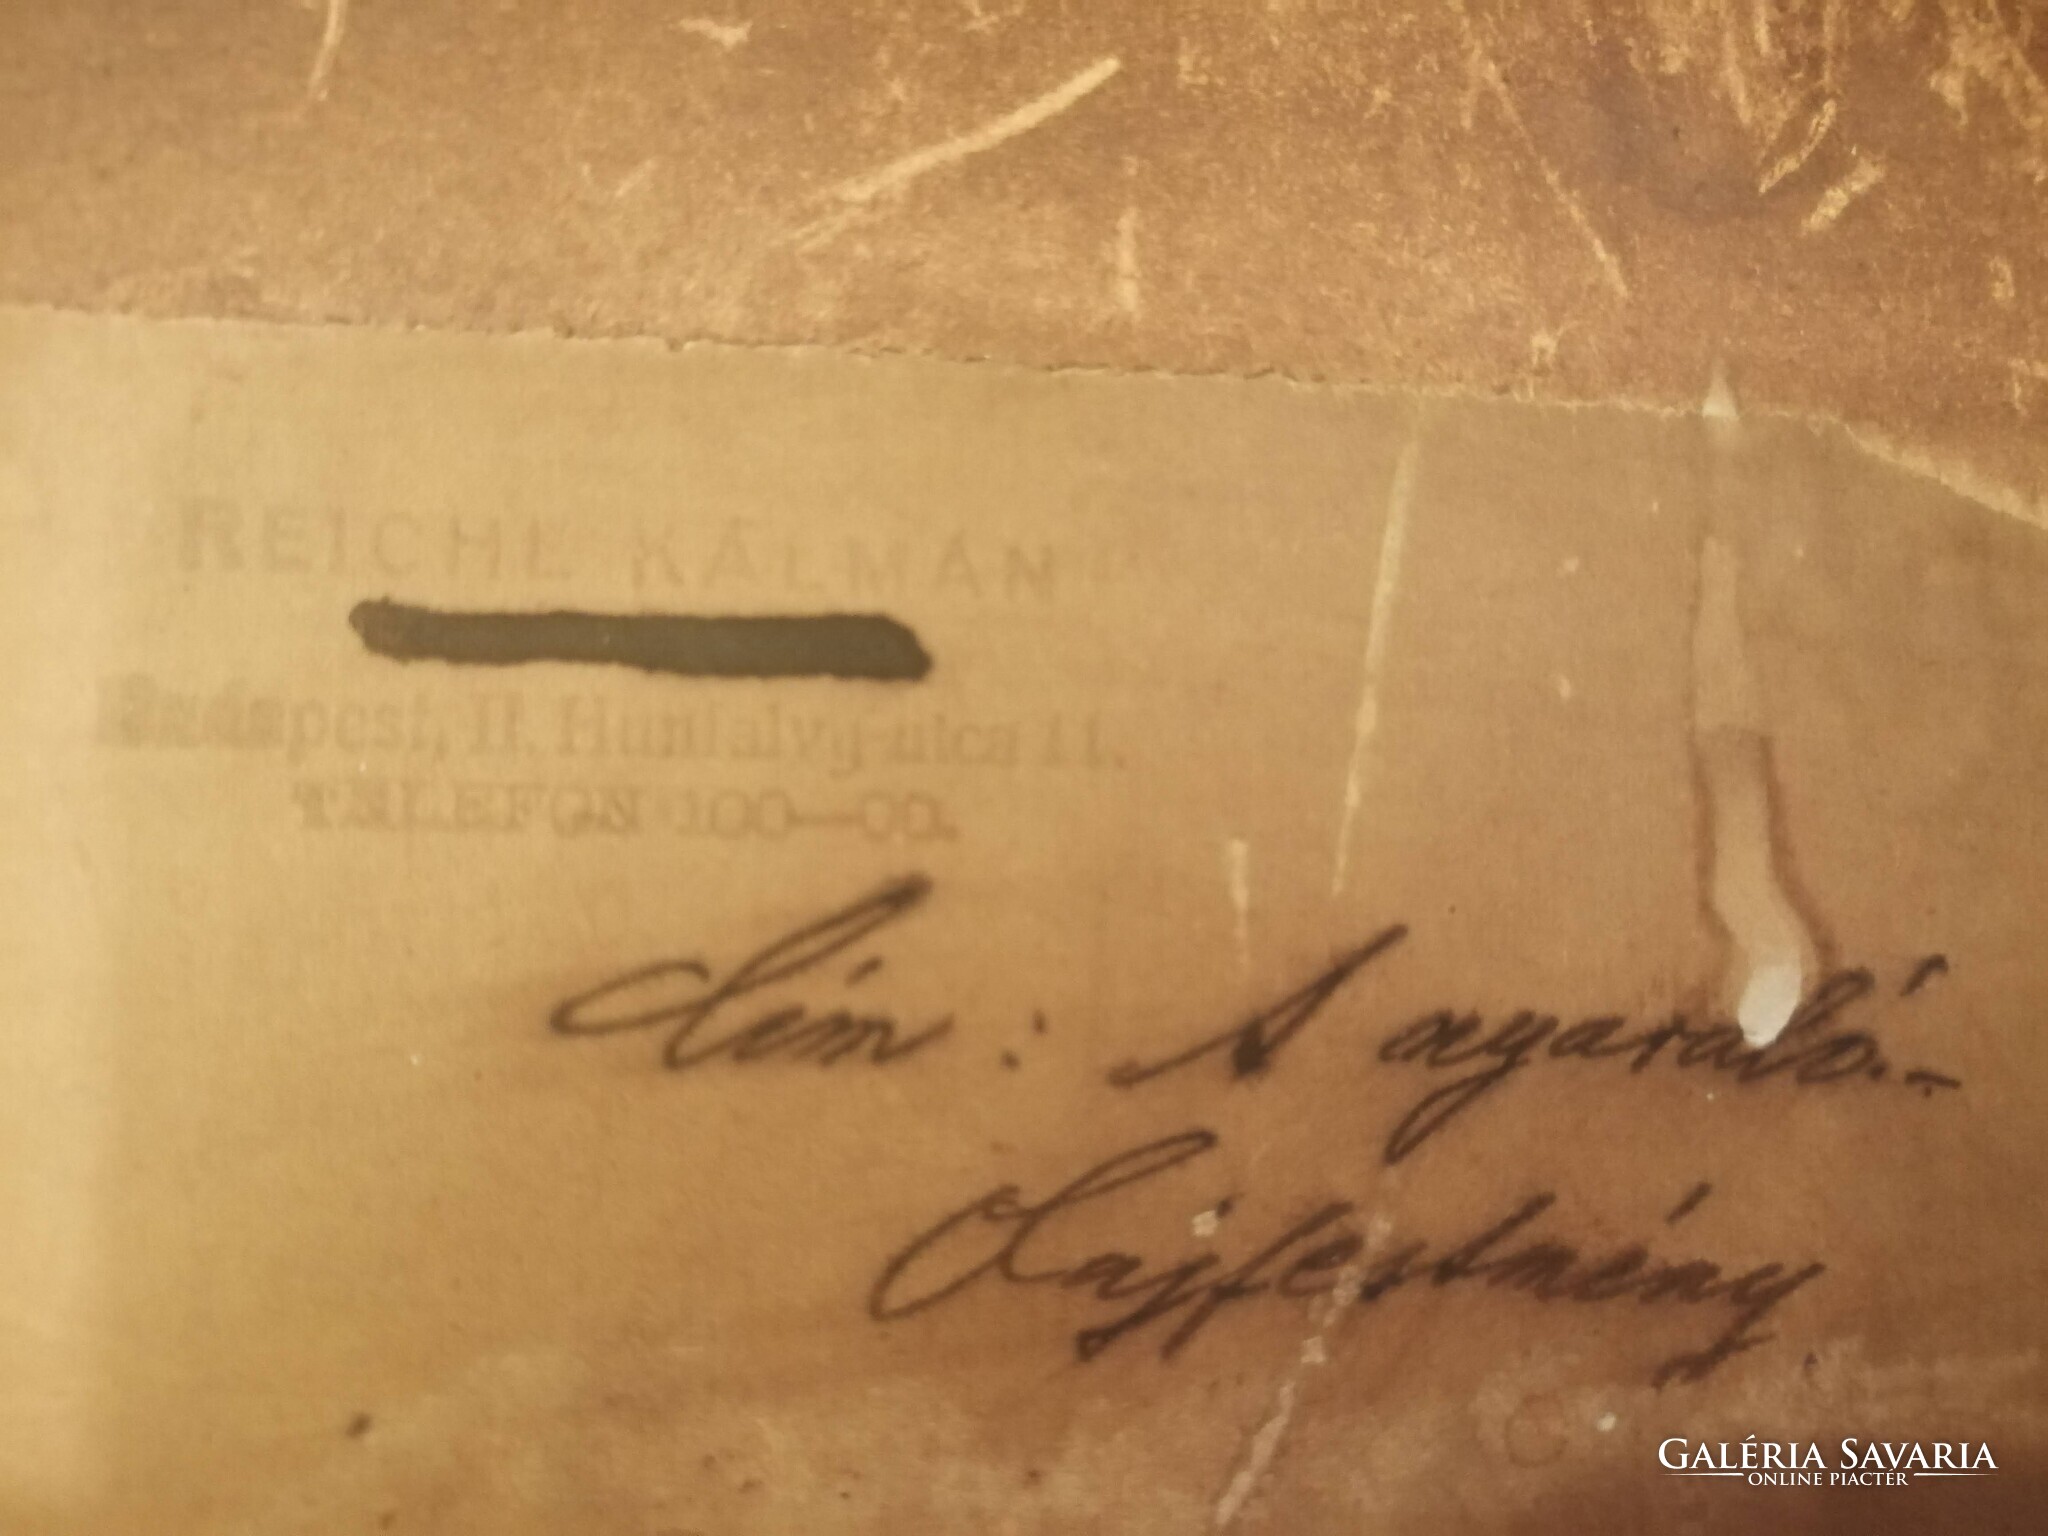 REICHL KÁLMÁN
Budapest, II. Hunfalvy-utca 11.
TELEFON 100—00.
Cím: A nyaraló.-
Olajfestmény
GALÉRIA SAVARIA
ONLINE PIACTÉR